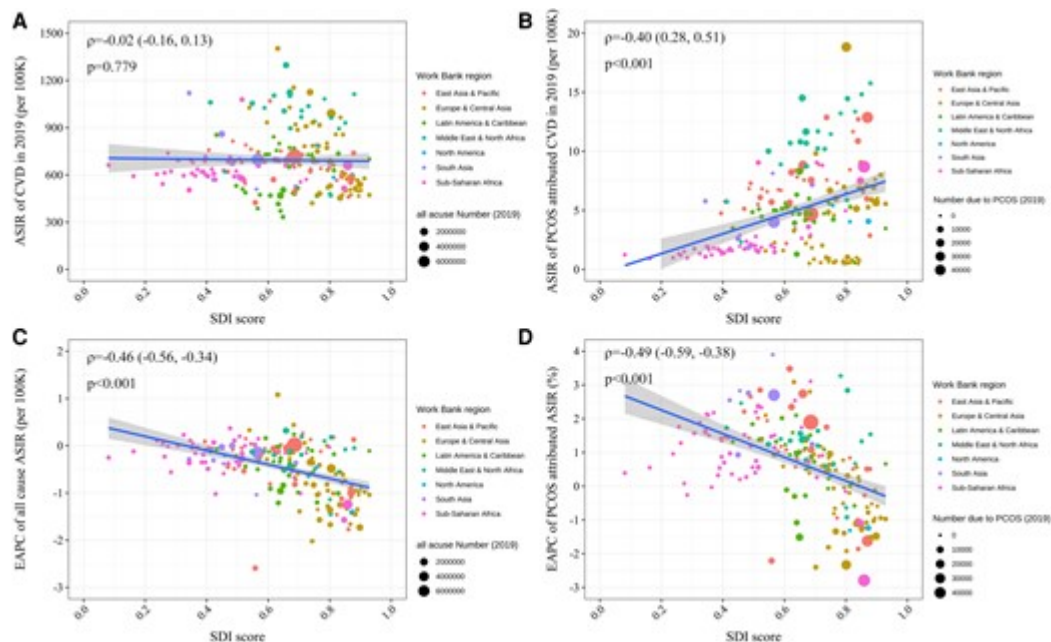 A
ρ=-0.02 (-0.16, 0.13)
p=0.779
ASIR of CVD in 2019 (per 100K)
1500
1200
900
600
300
0
0.0
0.2
0.4
0.6
0.8
1.0
SDI score
Work Bank region
East Asia & Pacific
Europe & Central Asia
Latin America & Caribbean
Middle East & North Africa
North America
South Asia
Sub-Saharan Africa
all acuse Number (2019)
2000000
4000000
6000000
B
ρ=-0.40 (0.28, 0.51)
p<0.001
ASIR of PCOS attributed CVD in 2019 (per 100K)
20
15
10
5
0
0.0
0.2
0.4
0.6
0.8
1.0
SDI score
Work Bank region
East Asia & Pacific
Europe & Central Asia
Latin America & Caribbean
Middle East & North Africa
North America
South Asia
Sub-Saharan Africa
Number due to PCOS (2019)
0
10000
20000
30000
40000
C
ρ=-0.46 (-0.56, -0.34)
p<0.001
EAPC of all cause ASIR (per 100K)
2
1
0
-1
-2
-3
0.0
0.2
0.4
0.6
0.8
1.0
SDI score
Work Bank region
East Asia & Pacific
Europe & Central Asia
Latin America & Caribbean
Middle East & North Africa
North America
South Asia
Sub-Saharan Africa
all acuse Number (2019)
2000000
4000000
6000000
D
ρ=-0.49 (-0.59, -0.38)
p<0.001
EAPC of PCOS attributed ASIR (%)
4
3
2
1
0
-1
-2
-3
0.0
0.2
0.4
0.6
0.8
1.0
SDI score
Work Bank region
East Asia & Pacific
Europe & Central Asia
Latin America & Caribbean
Middle East & North Africa
North America
South Asia
Sub-Saharan Africa
Number due to PCOS (2019)
0
10000
20000
30000
40000